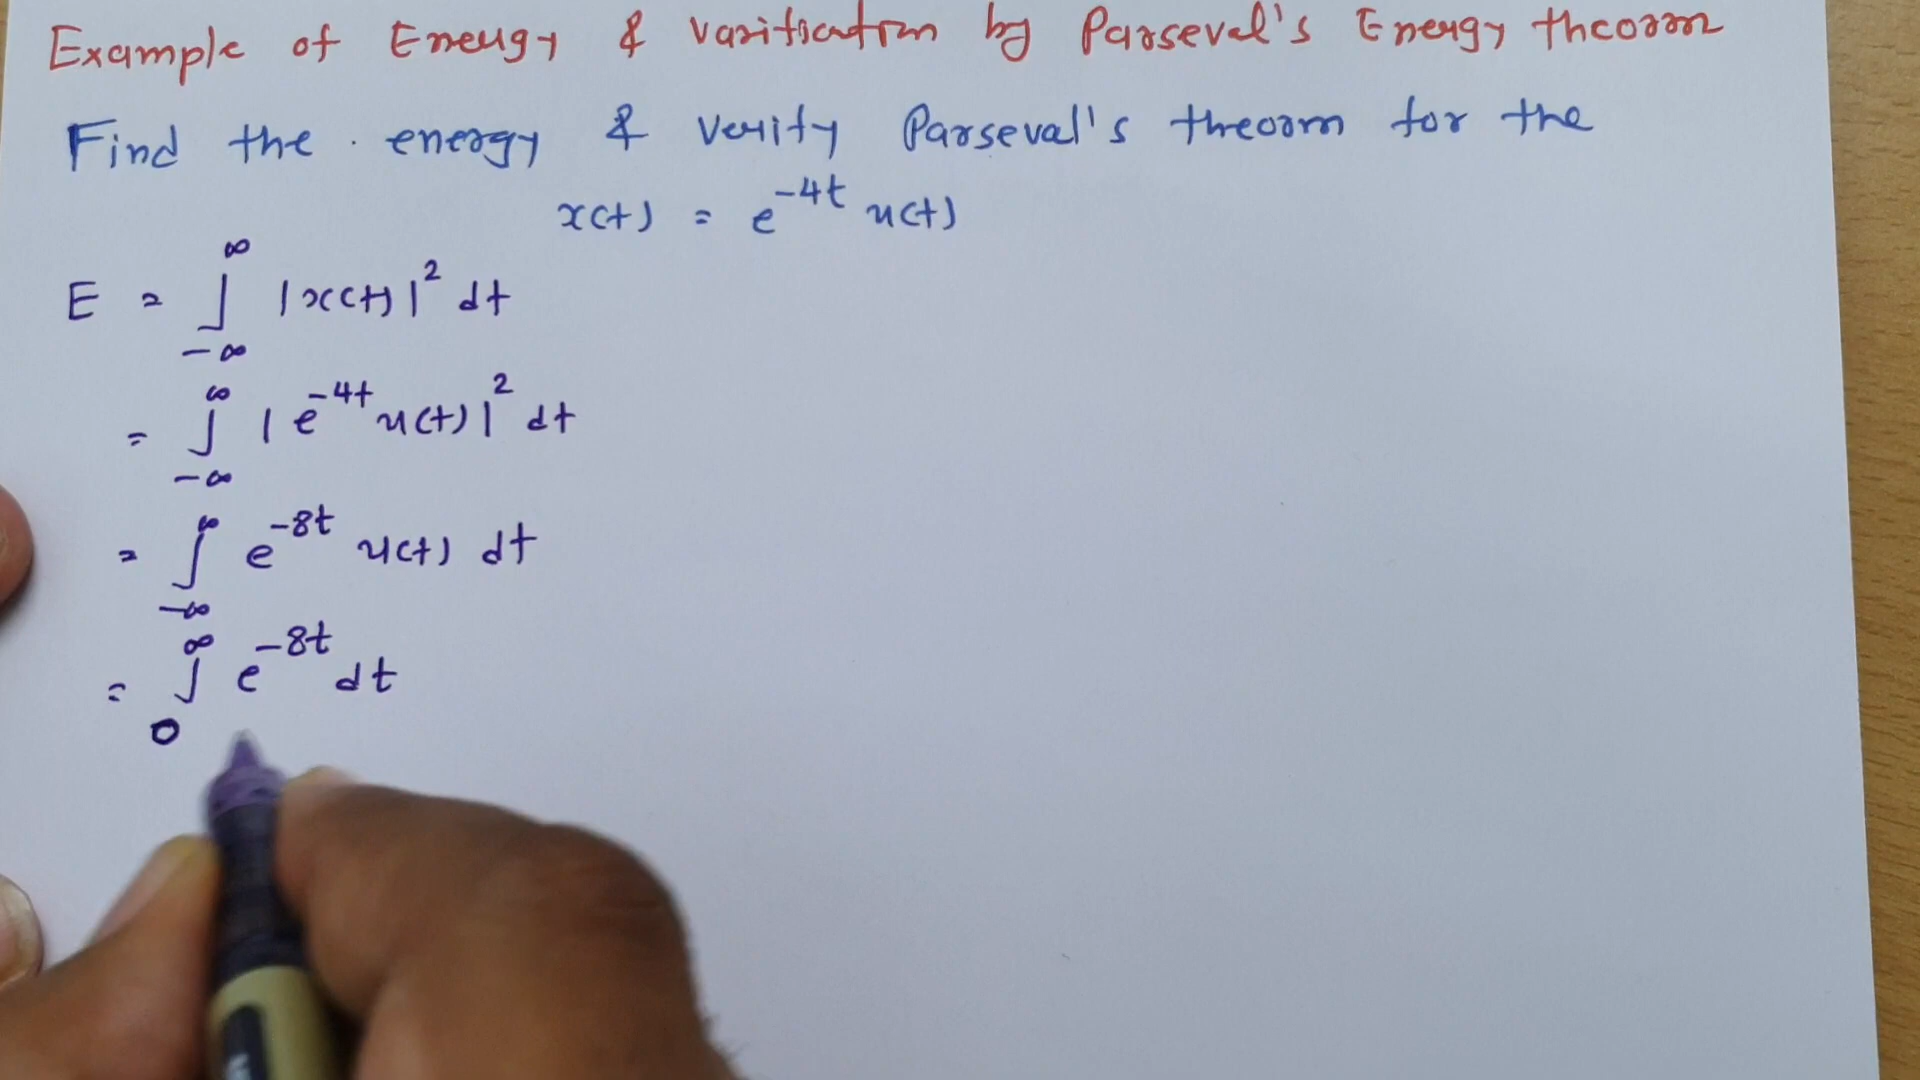 Example of Energy & varification by Parseval's Energy theorem
Find the energy & verify Parseval's theorem for the
x(t) = e^{-4t} u(t)
E = ∫_{-∞}^{∞} |x(t)|^2 dt
= ∫_{-∞}^{∞} |e^{-4t} u(t)|^2 dt
= ∫_{-∞}^{∞} e^{-8t} u(t) dt
= ∫_{0}^{∞} e^{-8t} dt